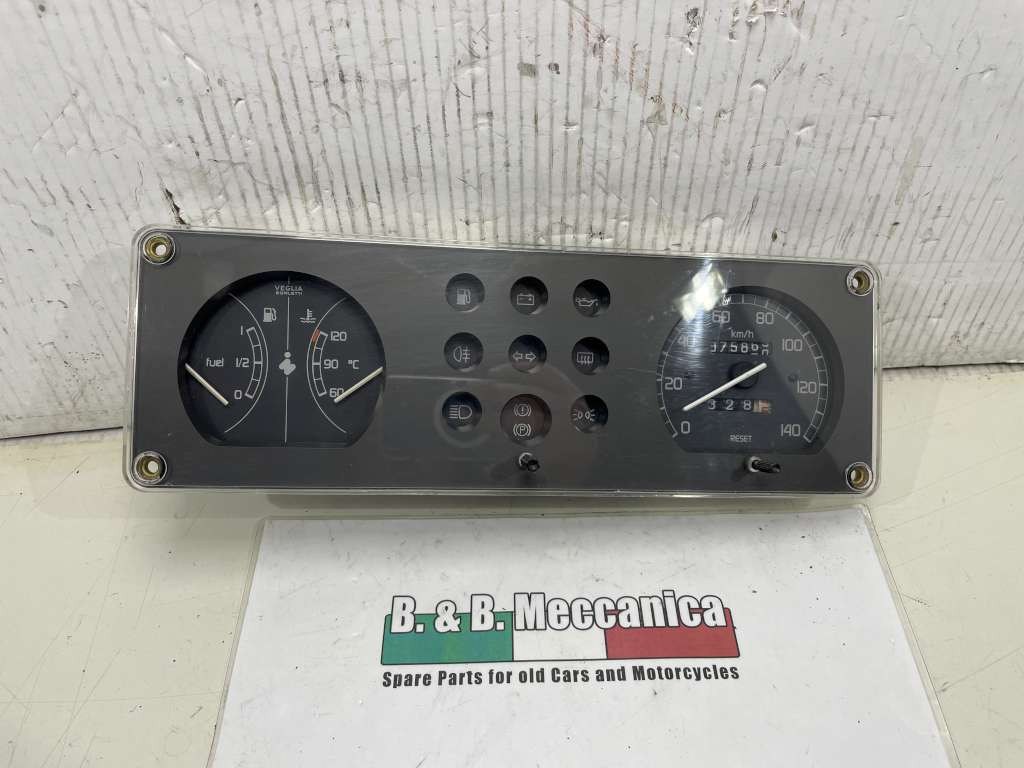 VEGLIA
BORLETTI
1
fuel 1/2
0
120
90 °C
60
60 80
km/h
40 100
20 120
328
0 140
RESET
B. & B. Meccanica
Spare Parts for old Cars and Motorcycles